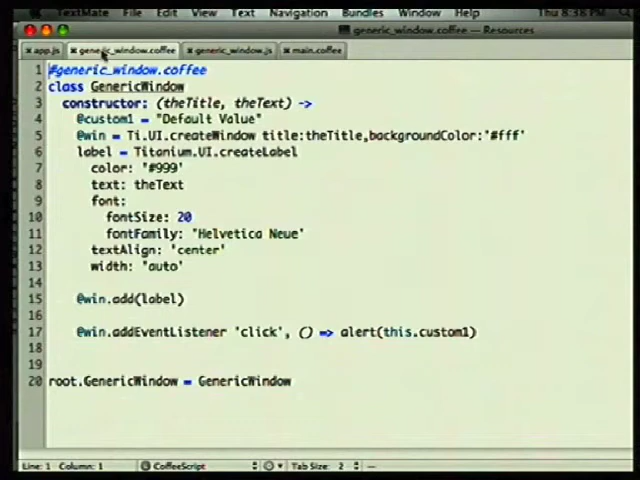 TextMate File Edit View Text Navigation Bundles Window Help Thu 8:38 PM
generic_window.coffee — Resources
app.js generic_window.coffee generic_window.js main.coffee
1 #generic_window.coffee
2 class GenericWindow
3 constructor: (theTitle, theText) ->
4 @custom1 = "Default Value"
5 @win = Ti.UI.createWindow title:theTitle,backgroundColor:'#fff'
6 label = Titanium.UI.createLabel
7 color: '#999'
8 text: theText
9 font:
10 fontSize: 20
11 fontFamily: 'Helvetica Neue'
12 textAlign: 'center'
13 width: 'auto'
14
15 @win.add(label)
16
17 @win.addEventListener 'click', () => alert(this.custom1)
18
19
20 root.GenericWindow = GenericWindow
Line: 1 Column: 1 CoffeeScript Tab Size: 2 —